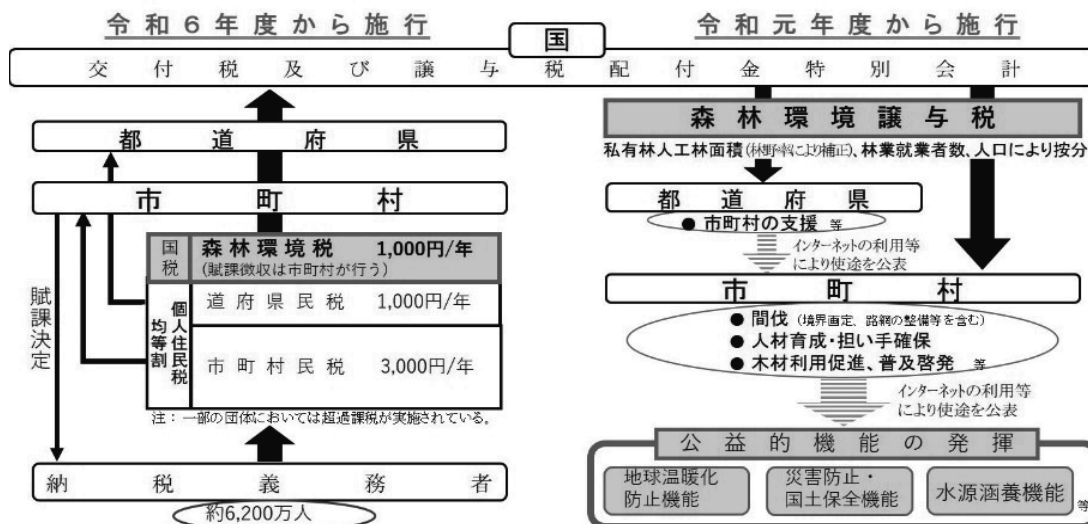 令和6年度から施行
国
令和元年度から施行
交付税及び譲与税配付金特別会計
都道府県
市町村
国税
森林環境税 1,000円/年
(賦課徴収は市町村が行う)
個人住民税均等割
道府県民税 1,000円/年
市町村民税 3,000円/年
注：一部の団体においては超過課税が実施されている。
賦課決定
納税義務者
約6,200万人
森林環境譲与税
私有林人工林面積(林野率により補正)、林業就業者数、人口により按分
都道府県
● 市町村の支援 等
インターネットの利用等
により使途を公表
市町村
● 間伐（境界画定、路網の整備等を含む）
● 人材育成・担い手確保
● 木材利用促進、普及啓発 等
インターネットの利用等
により使途を公表
公益的機能の発揮
地球温暖化
防止機能
災害防止・
国土保全機能
水源涵養機能
等